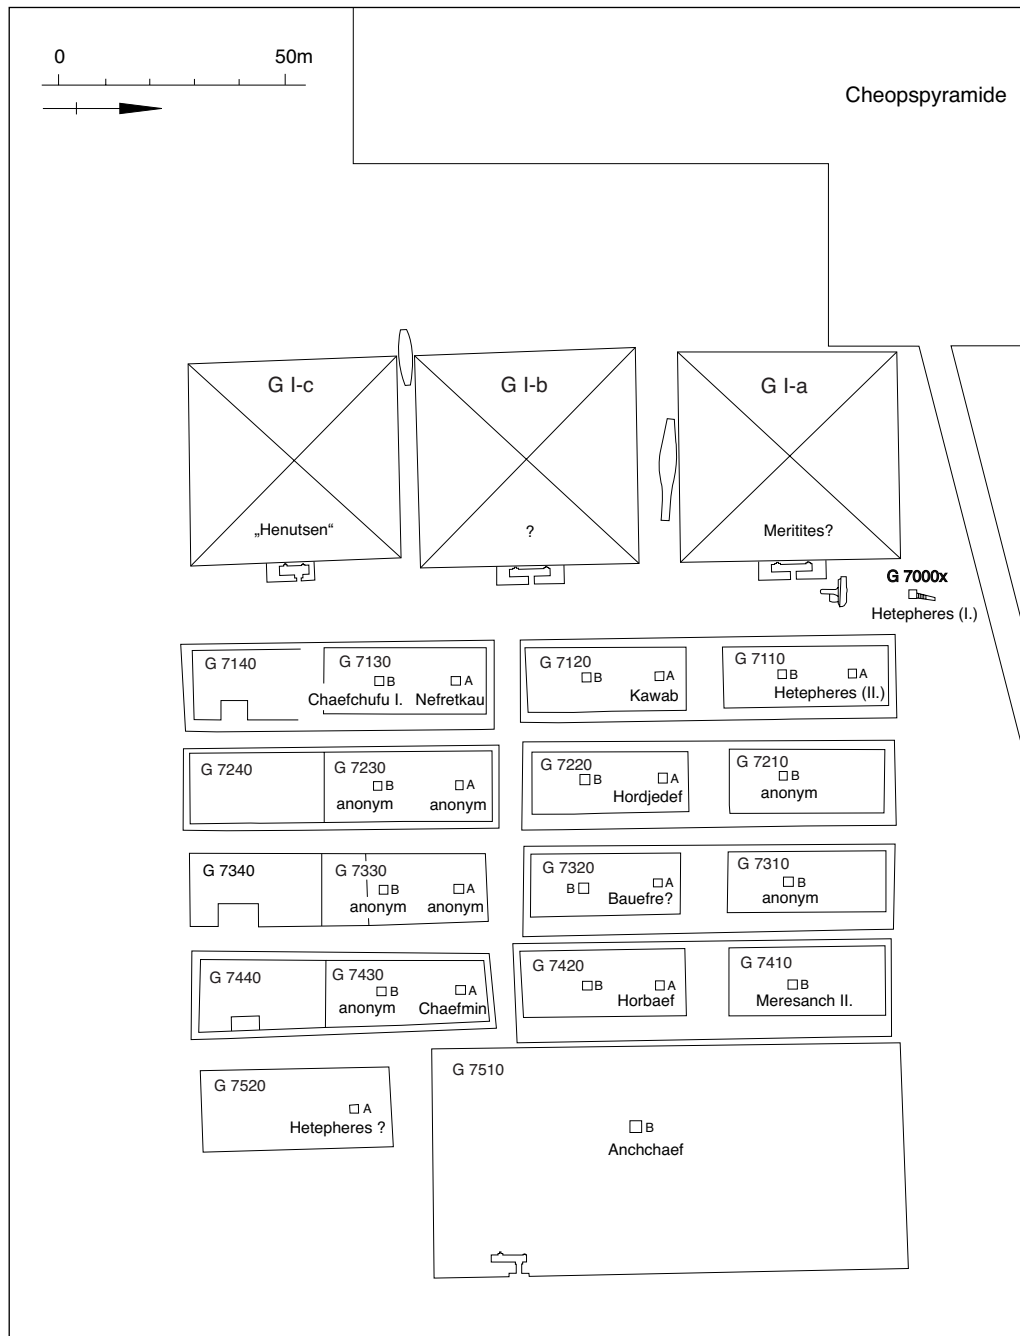 0 50m
Cheopspyramide
G I-c G I-b G I-a
„Henutsen“ ? Meritites?
G 7000x
Hetepheres (I.)
G 7140 G 7130 G 7120 G 7110
B A B A B A
Chaefchufu I. Nefretkau Kawab Hetepheres (II.)
G 7240 G 7230 G 7220 G 7210
B A B A B
anonym anonym Hordjedef anonym
G 7340 G 7330 G 7320 G 7310
B A B A B
anonym anonym Bauefre? anonym
G 7440 G 7430 G 7420 G 7410
B A B A B
anonym Chaefmin Horbaef Meresanch II.
G 7520 G 7510
A B
Hetepheres ? Anchchaef